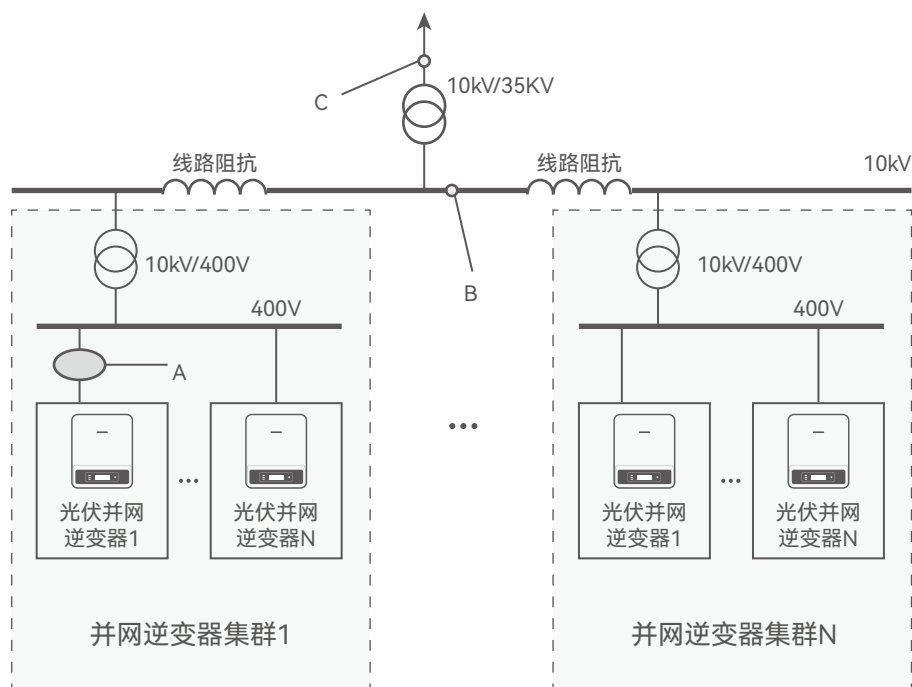 C
10kV/35KV
线路阻抗
线路阻抗
10kV
10kV/400V
B
10kV/400V
400V
400V
A
...
光伏并网
逆变器1
...
光伏并网
逆变器N
光伏并网
逆变器1
...
光伏并网
逆变器N
并网逆变器集群1
并网逆变器集群N